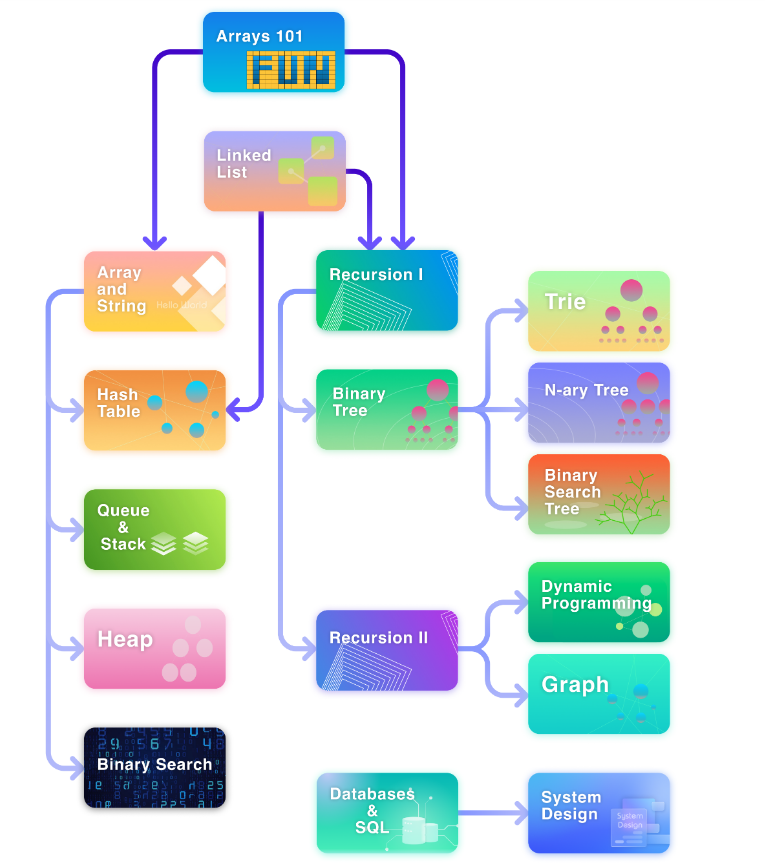 Arrays 101
FUN
Linked
List
Array
and
String
Hello World
Recursion I
Trie
Hash
Table
Binary
Tree
N-ary Tree
Binary
Search
Tree
Queue
&
Stack
Dynamic
Programming
Heap
Recursion II
Graph
Binary Search
Databases
&
SQL
System
Design
System
Design